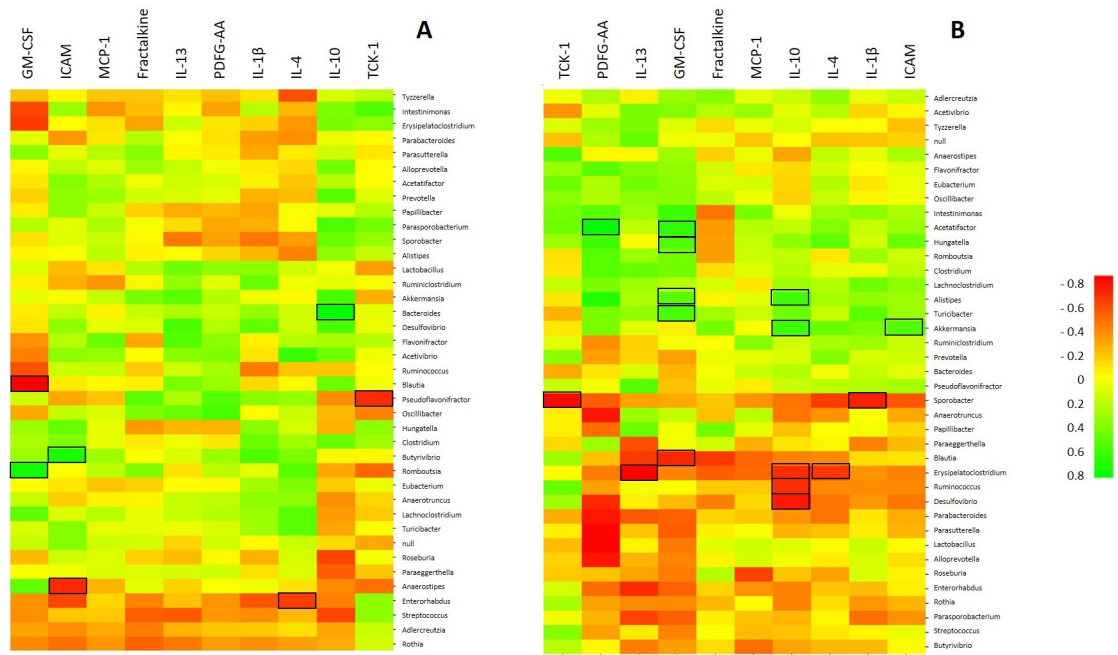 GM-CSF
ICAM
MCP-1
Fractalkine
IL-13
PDFG-AA
IL-1β
IL-4
IL-10
TCK-1
A
Tyzzerella
Intestinimonas
Erysipelatoclostridium
Parabacteroides
Parasutterella
Alloprevotella
Acetatifactor
Prevotella
Papillibacter
Parasporobacterium
Sporobacter
Alistipes
Lactobacillus
Ruminiclostridium
Akkermansia
Bacteroides
Desulfovibrio
Flavonifractor
Acetivibrio
Ruminococcus
Blautia
Pseudoflavonifractor
Oscillibacter
Hungatella
Clostridium
Butyrivibrio
Romboutsia
Eubacterium
Anaerotruncus
Lachnoclostridium
Turicibacter
null
Roseburia
Paraeggerthella
Anaerostipes
Enterorhabdus
Streptococcus
Adlercreutzia
Rothia
TCK-1
PDFG-AA
IL-13
GM-CSF
Fractalkine
MCP-1
IL-10
IL-4
IL-1β
ICAM
B
Adlercreutzia
Acetivibrio
Tyzzerella
null
Anaerostipes
Flavonifractor
Eubacterium
Oscillibacter
Intestinimonas
Acetatifactor
Hungatella
Romboutsia
Clostridium
Lachnoclostridium
Alistipes
Turicibacter
Akkermansia
Ruminiclostridium
Prevotella
Bacteroides
Pseudoflavonifractor
Sporobacter
Anaerotruncus
Papillibacter
Paraeggerthella
Blautia
Erysipelatoclostridium
Ruminococcus
Desulfovibrio
Parabacteroides
Parasutterella
Lactobacillus
Alloprevotella
Roseburia
Enterorhabdus
Rothia
Parasporobacterium
Streptococcus
Butyrivibrio
- 0.8
- 0.6
- 0.4
- 0.2
0
0.2
0.4
0.6
0.8